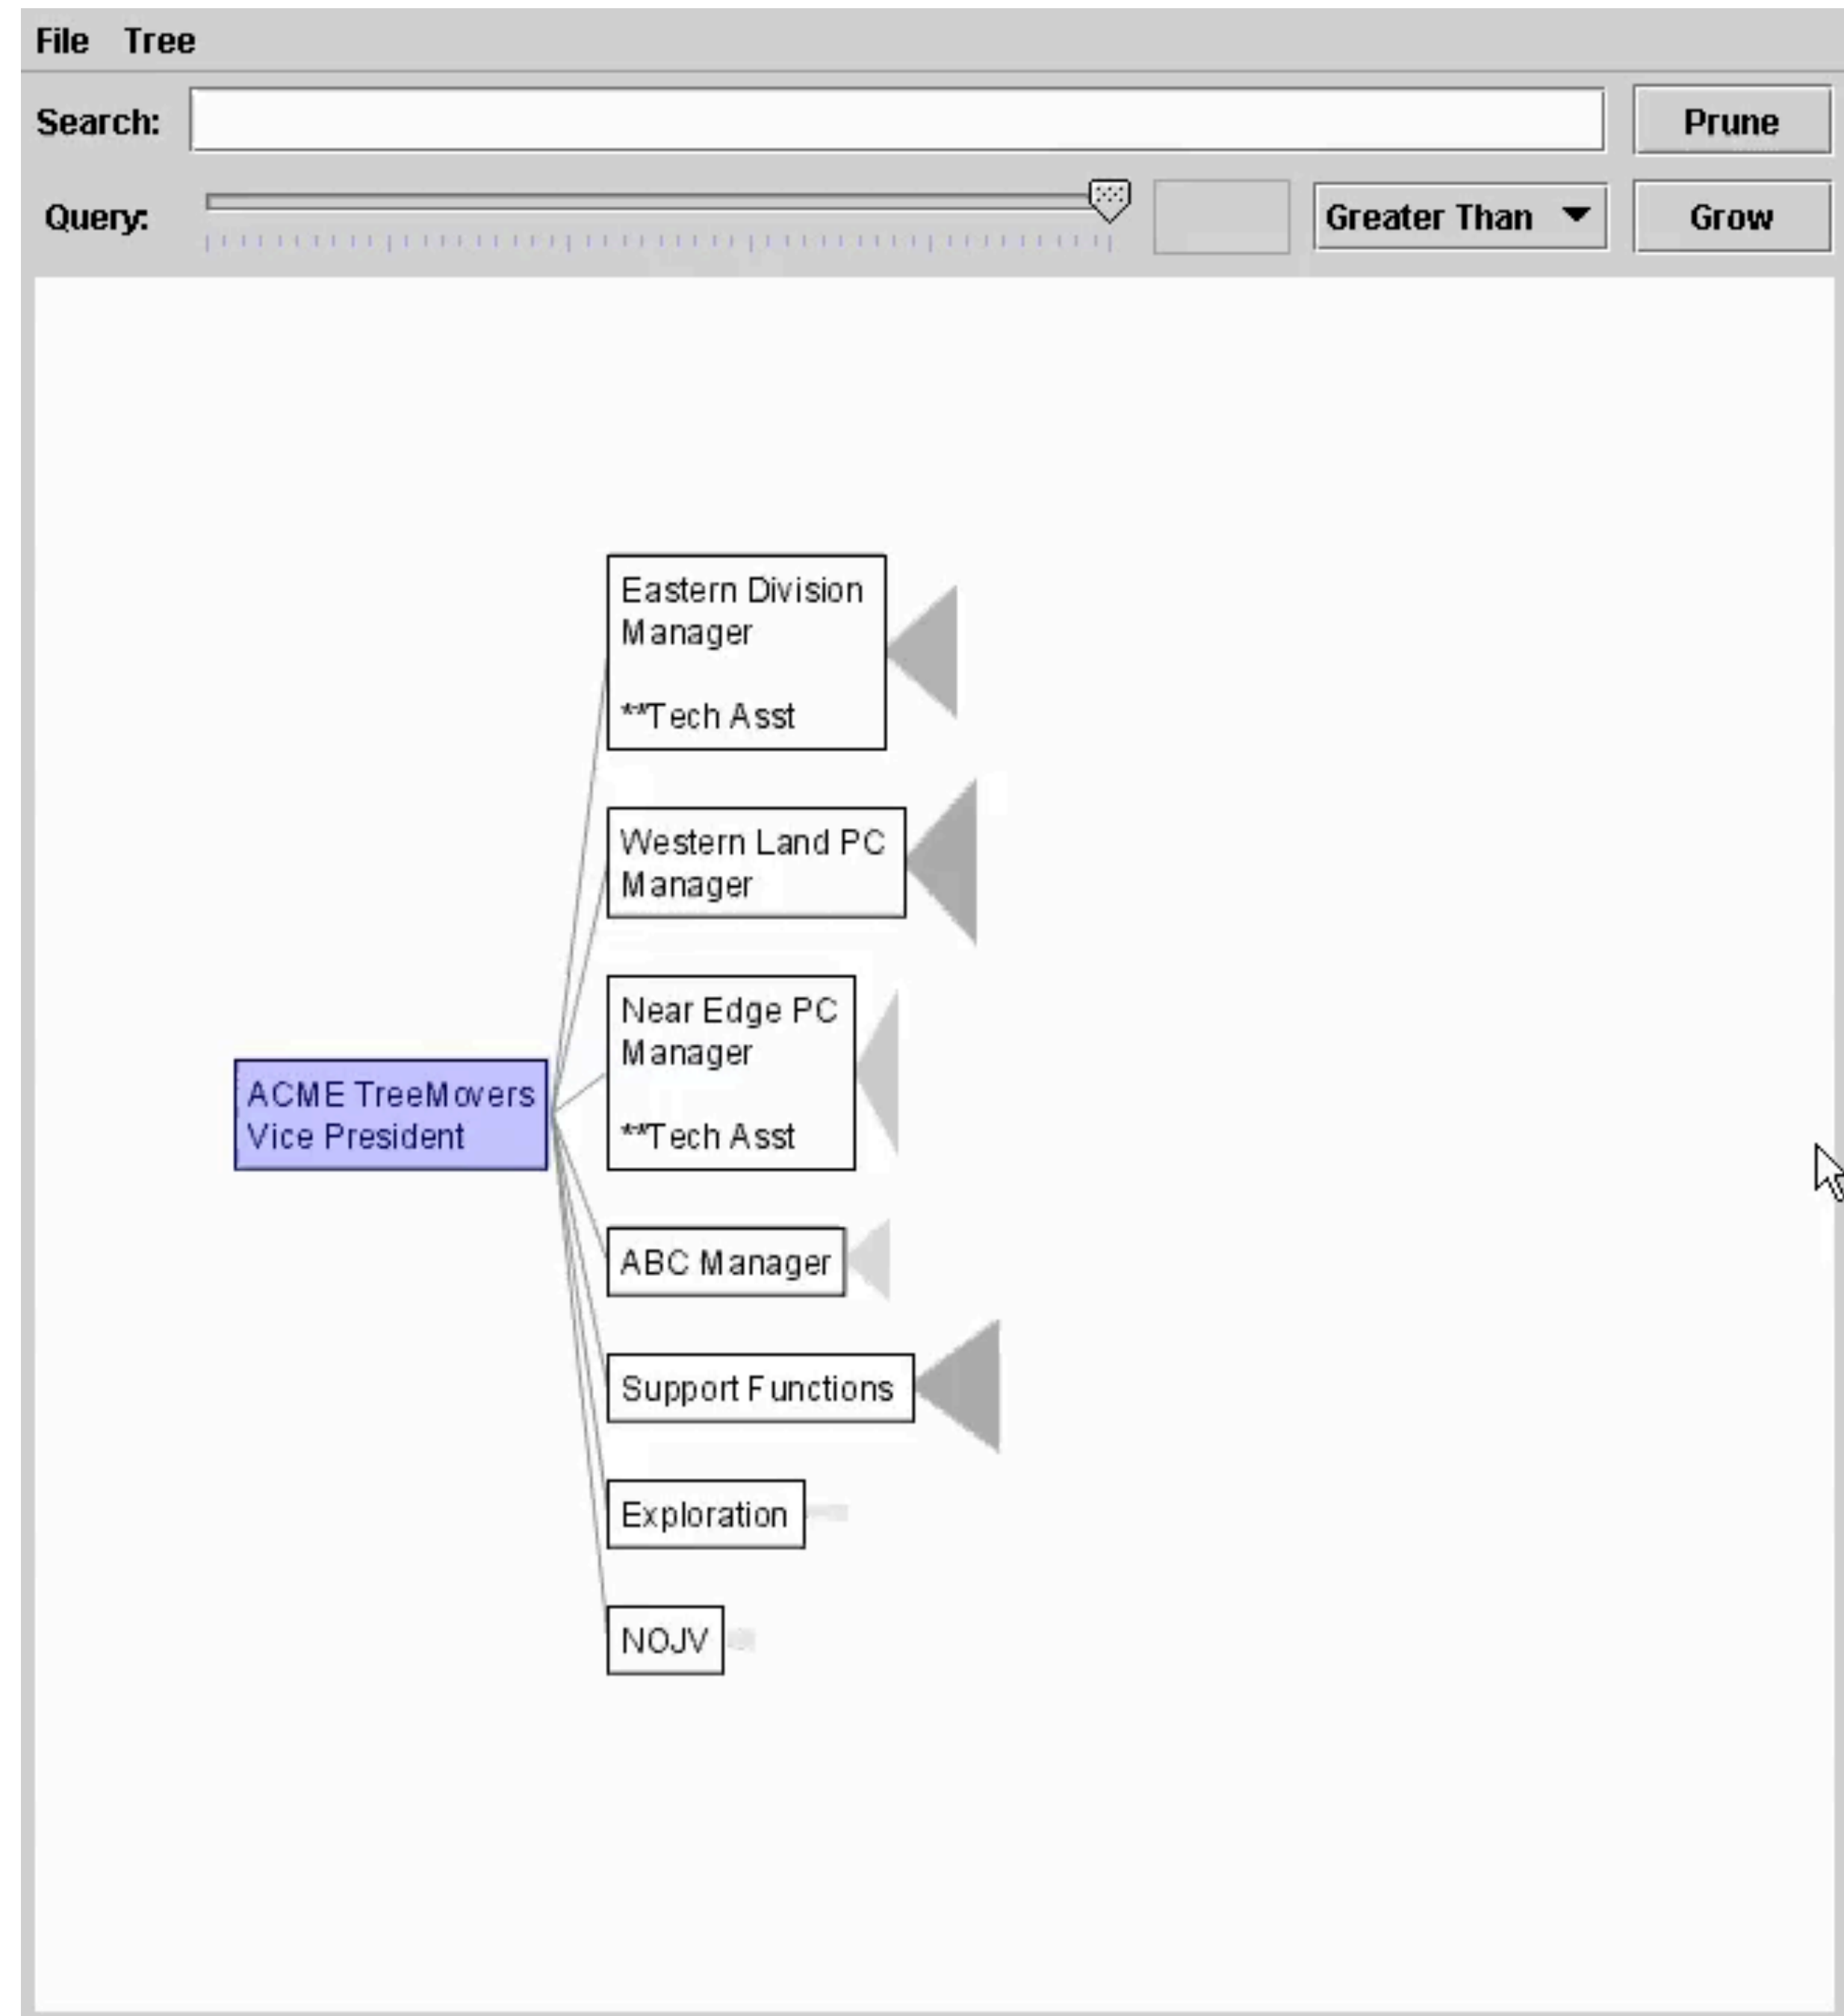 File Tree
Search: Prune
Query: Greater Than Grow
Eastern Division
Manager
**Tech Asst
Western Land PC
Manager
Near Edge PC
Manager
**Tech Asst
ACME TreeMovers
Vice President
ABC Manager
Support Functions
Exploration
NOJV